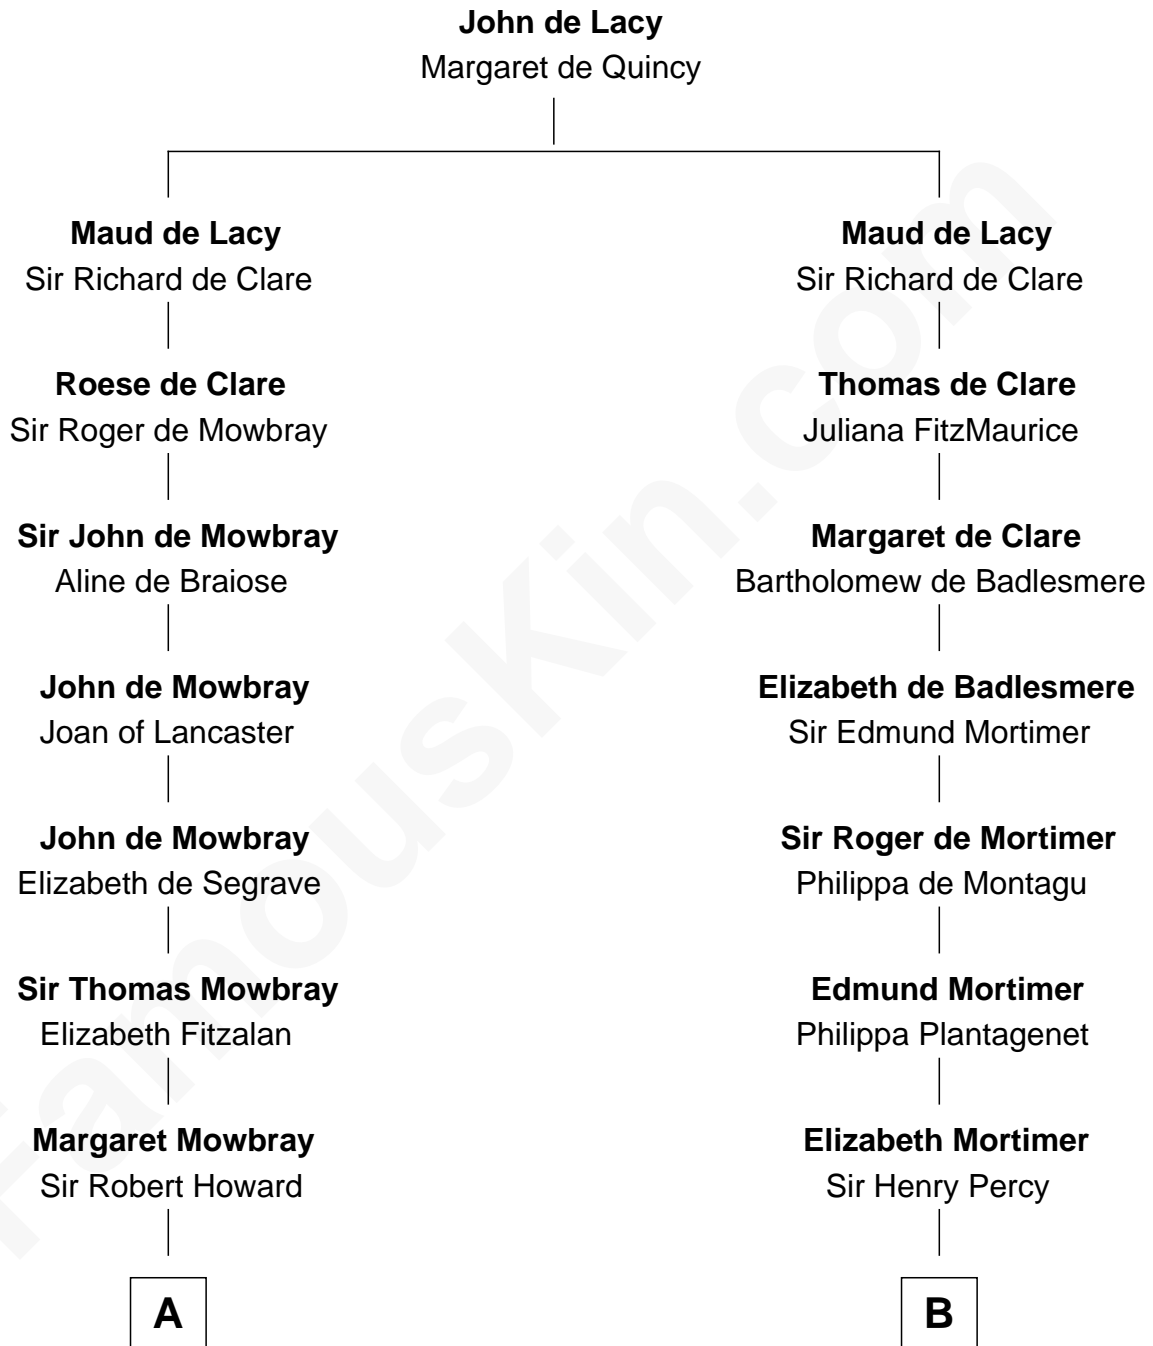 John de Lacy
Margaret de Quincy
Maud de Lacy
Sir Richard de Clare
Maud de Lacy
Sir Richard de Clare
Roese de Clare
Sir Roger de Mowbray
Thomas de Clare
Juliana FitzMaurice
Sir John de Mowbray
Aline de Braiose
Margaret de Clare
Bartholomew de Badlesmere
John de Mowbray
Joan of Lancaster
Elizabeth de Badlesmere
Sir Edmund Mortimer
John de Mowbray
Elizabeth de Segrave
Sir Roger de Mortimer
Philippa de Montagu
Sir Thomas Mowbray
Elizabeth Fitzalan
Edmund Mortimer
Philippa Plantagenet
Margaret Mowbray
Sir Robert Howard
Elizabeth Mortimer
Sir Henry Percy
A
B
FamousKin.com